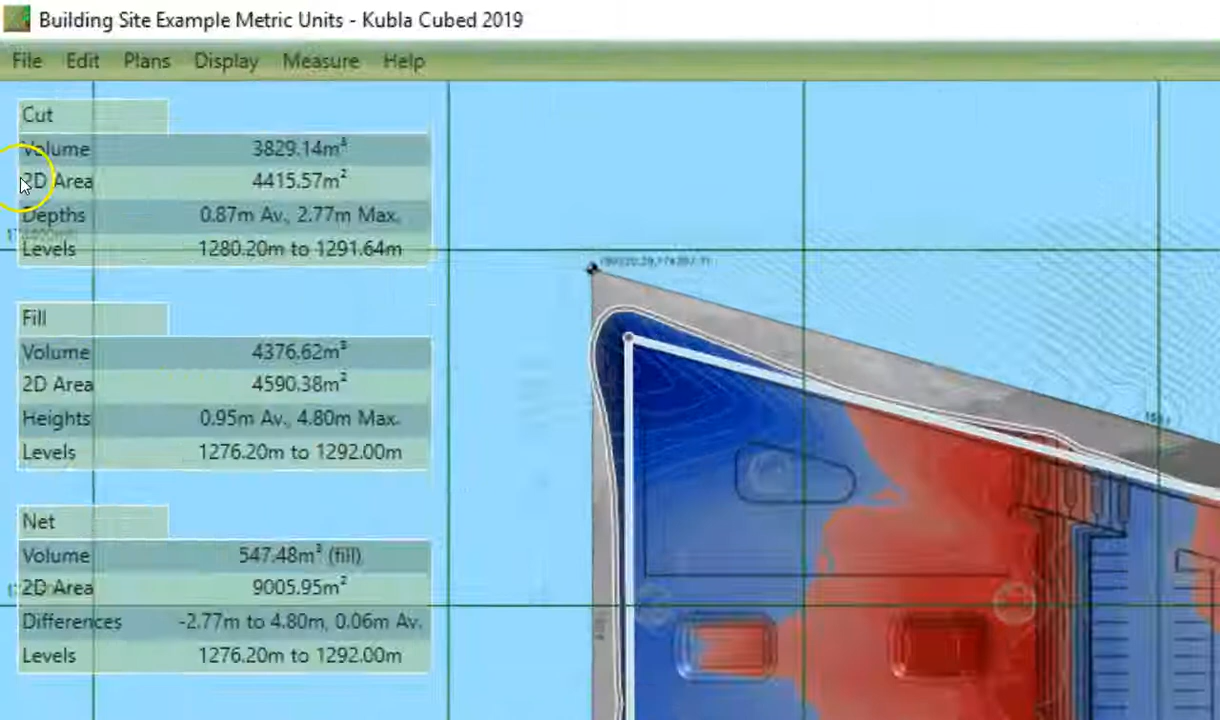 Building Site Example Metric Units - Kubla Cubed 2019
File Edit Plans Display Measure Help
Cut
Volume 3829.14m³
2D Area 4415.57m²
Depths 0.87m Av., 2.77m Max.
Levels 1280.20m to 1291.64m
Fill
Volume 4376.62m³
2D Area 4590.38m²
Heights 0.95m Av., 4.80m Max.
Levels 1276.20m to 1292.00m
Net
Volume 547.48m³ (fill)
2D Area 9005.95m²
Differences -2.77m to 4.80m, 0.06m Av.
Levels 1276.20m to 1292.00m